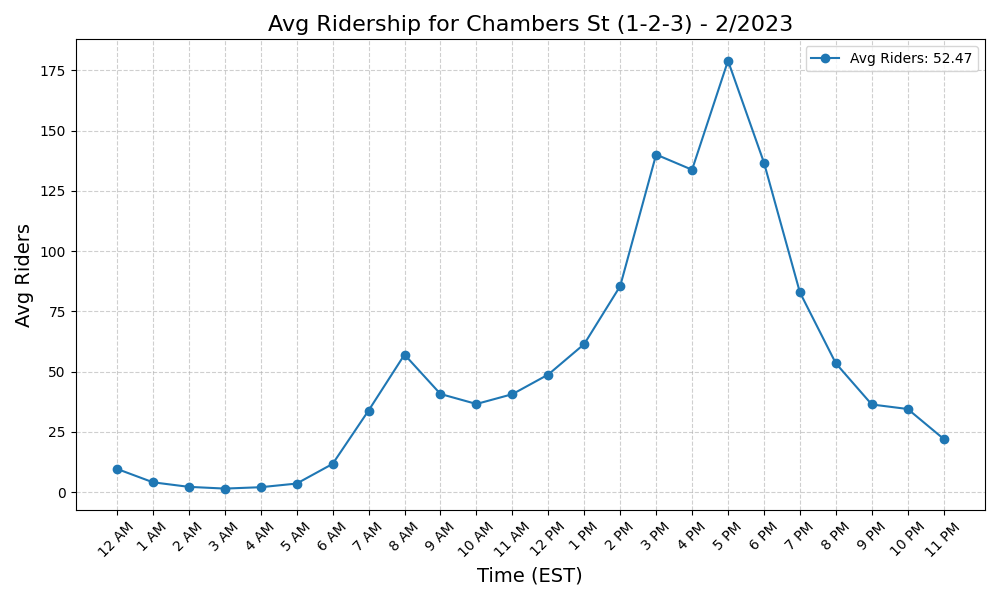 Avg Ridership for Chambers St (1-2-3) - 2/2023
Avg Riders: 52.47
175
150
125
100
75
50
25
0
Avg Riders
12 AM
1 AM
2 AM
3 AM
4 AM
5 AM
6 AM
7 AM
8 AM
9 AM
10 AM
11 AM
12 PM
1 PM
2 PM
3 PM
4 PM
5 PM
6 PM
7 PM
8 PM
9 PM
10 PM
11 PM
Time (EST)